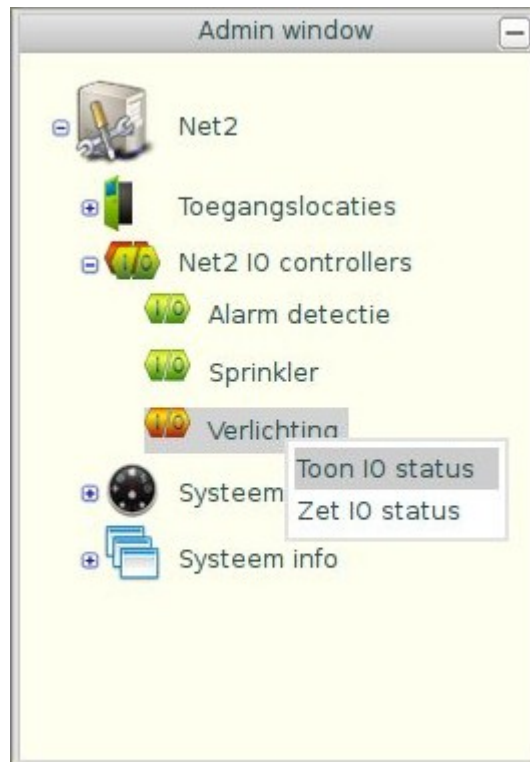 Admin window
Net2
Toegangslocaties
Net2 IO controllers
Alarm detectie
Sprinkler
Verlichting
Toon IO status
Systeem
Zet IO status
Systeem info